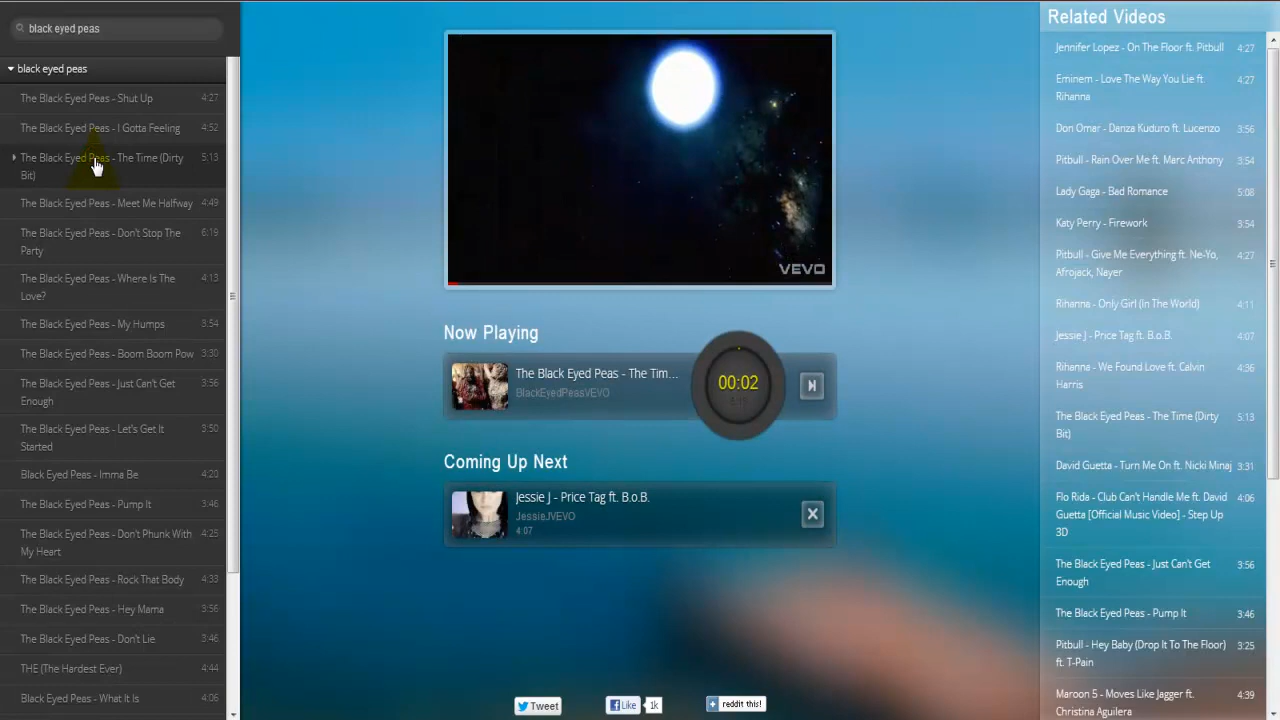 black eyed peas
black eyed peas
The Black Eyed Peas - Shut Up 4:27
The Black Eyed Peas - I Gotta Feeling 4:52
The Black Eyed Peas - The Time (Dirty 5:13
Bit)
The Black Eyed Peas - Meet Me Halfway 4:49
The Black Eyed Peas - Don't Stop The 6:19
Party
The Black Eyed Peas - Where Is The 4:13
Love?
The Black Eyed Peas - My Humps 3:54
The Black Eyed Peas - Boom Boom Pow 3:30
The Black Eyed Peas - Just Can't Get 3:56
Enough
The Black Eyed Peas - Let's Get It 3:50
Started
Black Eyed Peas - Imma Be 4:20
The Black Eyed Peas - Pump It 3:46
The Black Eyed Peas - Don't Phunk With 4:25
My Heart
The Black Eyed Peas - Rock That Body 4:33
The Black Eyed Peas - Hey Mama 3:56
The Black Eyed Peas - Don't Lie 3:46
THE (The Hardest Ever) 4:44
Black Eyed Peas - What It Is 4:06
VEVO
Now Playing
The Black Eyed Peas - The Tim...
BlackEyedPeasVEVO
00:02
Coming Up Next
Jessie J - Price Tag ft. B.o.B.
JessieJVEVO
4:07
Tweet
Like 1k
reddit this!
Related Videos
Jennifer Lopez - On The Floor ft. Pitbull 4:27
Eminem - Love The Way You Lie ft. 4:27
Rihanna
Don Omar - Danza Kuduro ft. Lucenzo 3:56
Pitbull - Rain Over Me ft. Marc Anthony 3:54
Lady Gaga - Bad Romance 5:08
Katy Perry - Firework 3:54
Pitbull - Give Me Everything ft. Ne-Yo, 4:27
Afrojack, Nayer
Rihanna - Only Girl (In The World) 4:11
Jessie J - Price Tag ft. B.o.B. 4:07
Rihanna - We Found Love ft. Calvin 4:36
Harris
The Black Eyed Peas - The Time (Dirty 5:13
Bit)
David Guetta - Turn Me On ft. Nicki Minaj 3:31
Flo Rida - Club Can't Handle Me ft. David 4:06
Guetta [Official Music Video] - Step Up
3D
The Black Eyed Peas - Just Can't Get 3:56
Enough
The Black Eyed Peas - Pump It 3:46
Pitbull - Hey Baby (Drop It To The Floor) 3:25
ft. T-Pain
Maroon 5 - Moves Like Jagger ft. 4:39
Christina Aguilera